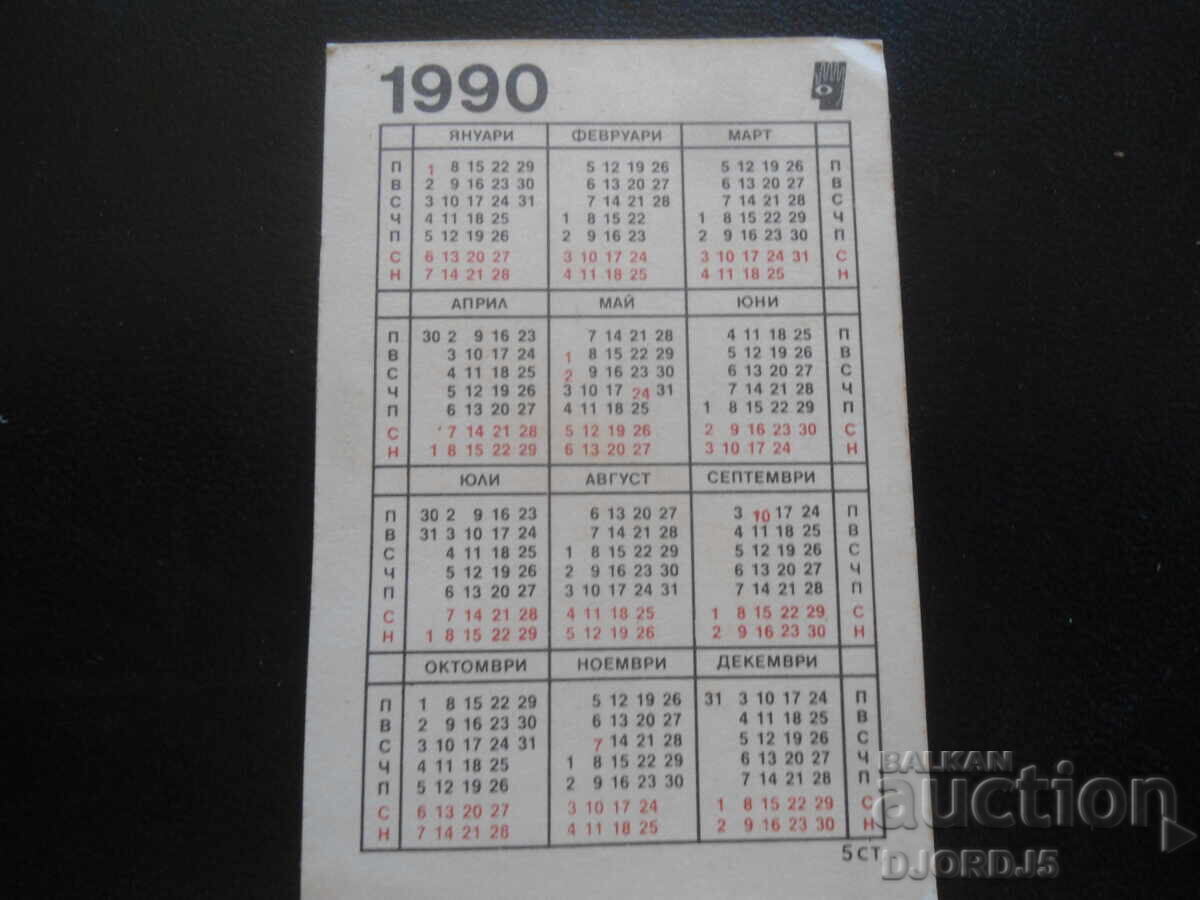 1990
ЯНУАРИ ФЕВРУАРИ МАРТ
П 1 8 15 22 29 5 12 19 26 5 12 19 26 П
В 2 9 16 23 30 6 13 20 27 6 13 20 27 В
С 3 10 17 24 31 7 14 21 28 7 14 21 28 С
Ч 4 11 18 25 1 8 15 22 1 8 15 22 29 Ч
П 5 12 19 26 2 9 16 23 2 9 16 23 30 П
С 6 13 20 27 3 10 17 24 3 10 17 24 31 С
Н 7 14 21 28 4 11 18 25 4 11 18 25 Н
АПРИЛ МАЙ ЮНИ
П 30 2 9 16 23 7 14 21 28 4 11 18 25 П
В 3 10 17 24 1 8 15 22 29 5 12 19 26 В
С 4 11 18 25 2 9 16 23 30 6 13 20 27 С
Ч 5 12 19 26 3 10 17 24 31 7 14 21 28 Ч
П 6 13 20 27 4 11 18 25 1 8 15 22 29 П
С 7 14 21 28 5 12 19 26 2 9 16 23 30 С
Н 1 8 15 22 29 6 13 20 27 3 10 17 24 Н
ЮЛИ АВГУСТ СЕПТЕМВРИ
П 30 2 9 16 23 6 13 20 27 3 10 17 24 П
В 31 3 10 17 24 7 14 21 28 4 11 18 25 В
С 4 11 18 25 1 8 15 22 29 5 12 19 26 С
Ч 5 12 19 26 2 9 16 23 30 6 13 20 27 Ч
П 6 13 20 27 3 10 17 24 31 7 14 21 28 П
С 7 14 21 28 4 11 18 25 1 8 15 22 29 С
Н 1 8 15 22 29 5 12 19 26 2 9 16 23 30 Н
ОКТОМВРИ НОЕМВРИ ДЕКЕМВРИ
П 1 8 15 22 29 5 12 19 26 31 3 10 17 24 П
В 2 9 16 23 30 6 13 20 27 4 11 18 25 В
С 3 10 17 24 31 7 14 21 28 5 12 19 26 С
Ч 4 11 18 25 1 8 15 22 29 6 13 20 27 Ч
П 5 12 19 26 2 9 16 23 30 7 14 21 28 П
С 6 13 20 27 3 10 17 24 1 8 15 22 29 С
Н 7 14 21 28 4 11 18 25 2 9 16 23 30 Н
5 СТ.
BALKAN
auction
DJORDJ5